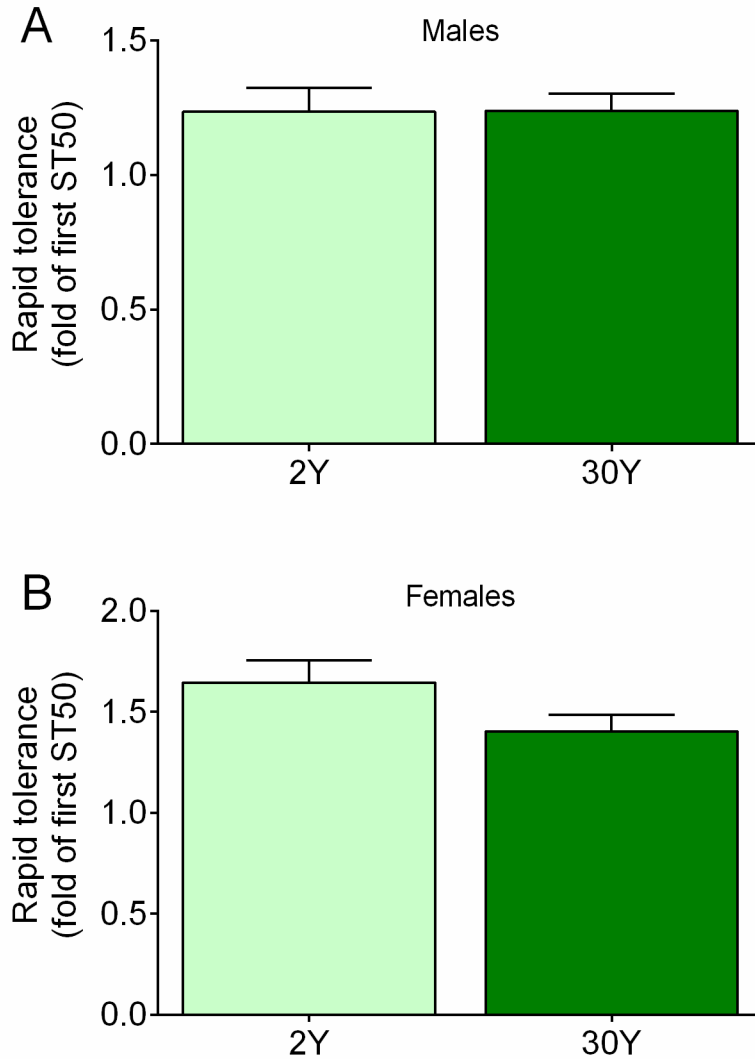 A
Males
Rapid tolerance
(fold of first ST50)
1.5
1.0
0.5
0.0
2Y
30Y
B
Females
Rapid tolerance
(fold of first ST50)
2.0
1.5
1.0
0.5
0.0
2Y
30Y